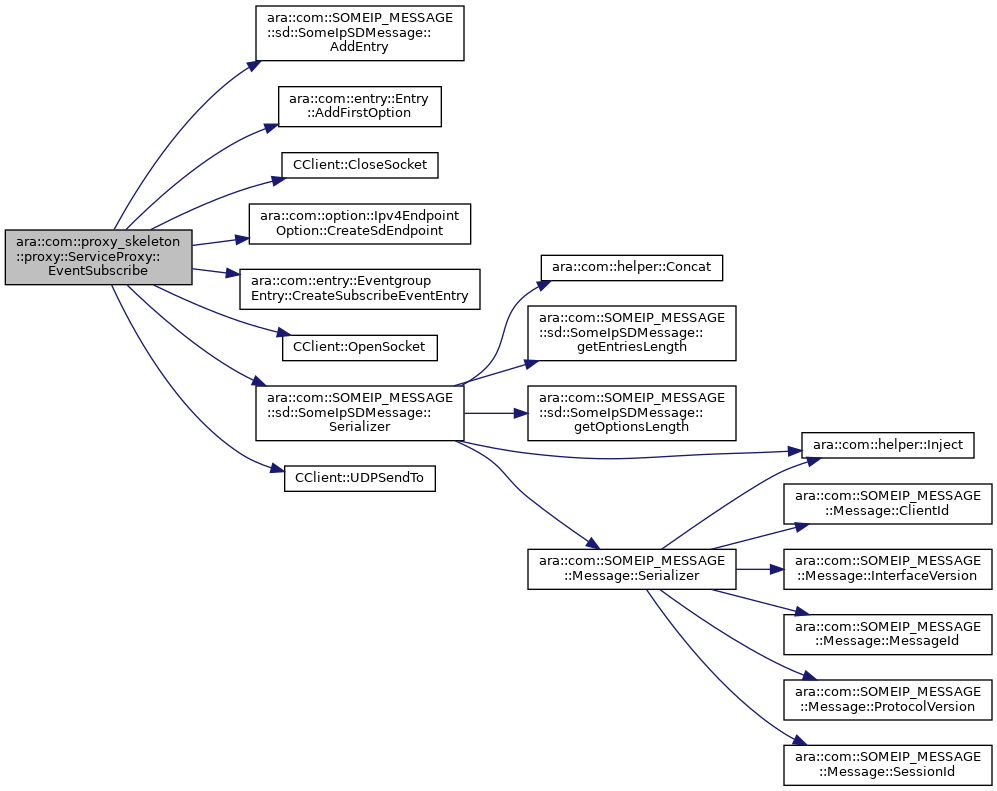 ara::com::SOMEIP_MESSAGE
::sd::SomeIpSDMessage::
AddEntry
ara::com::entry::Entry
::AddFirstOption
CClient::CloseSocket
ara::com::option::Ipv4Endpoint
Option::CreateSdEndpoint
ara::com::proxy_skeleton
::proxy::ServiceProxy::
EventSubscribe
ara::com::entry::Eventgroup
Entry::CreateSubscribeEventEntry
CClient::OpenSocket
ara::com::SOMEIP_MESSAGE
::sd::SomeIpSDMessage::
Serializer
CClient::UDPSendTo
ara::com::helper::Concat
ara::com::SOMEIP_MESSAGE
::sd::SomeIpSDMessage::
getEntriesLength
ara::com::SOMEIP_MESSAGE
::sd::SomeIpSDMessage::
getOptionsLength
ara::com::SOMEIP_MESSAGE
::Message::Serializer
ara::com::helper::Inject
ara::com::SOMEIP_MESSAGE
::Message::ClientId
ara::com::SOMEIP_MESSAGE
::Message::InterfaceVersion
ara::com::SOMEIP_MESSAGE
::Message::MessageId
ara::com::SOMEIP_MESSAGE
::Message::ProtocolVersion
ara::com::SOMEIP_MESSAGE
::Message::SessionId